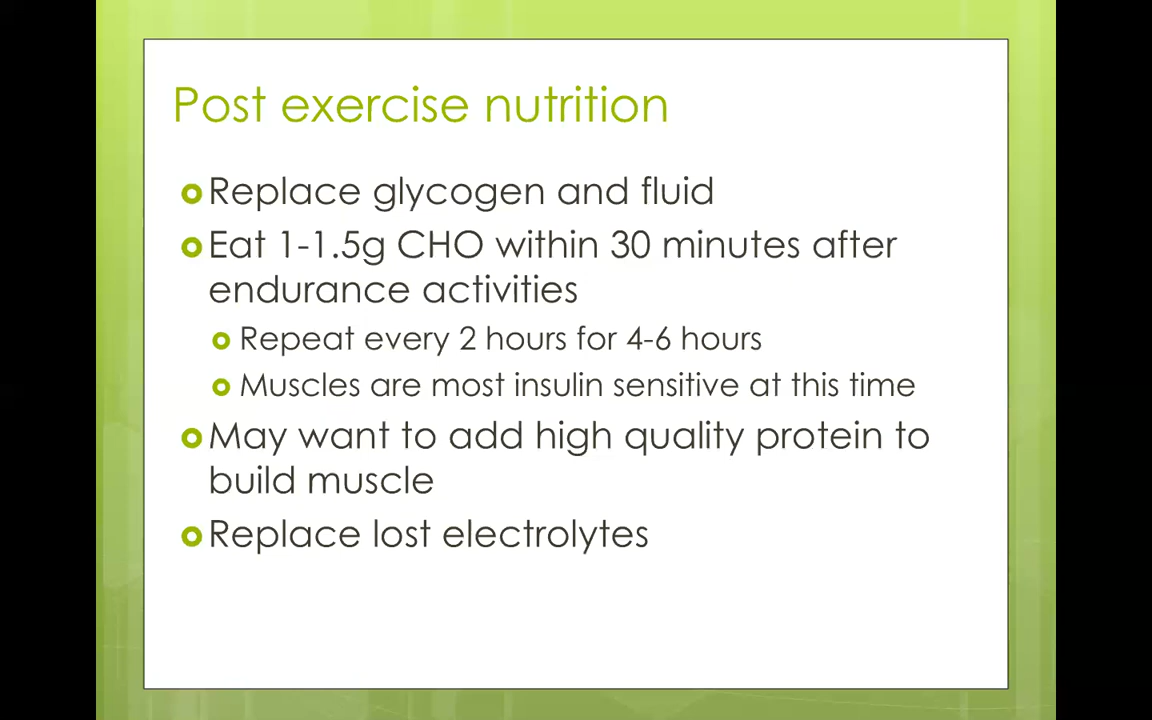 Post exercise nutrition
Replace glycogen and fluid
Eat 1-1.5g CHO within 30 minutes after
endurance activities
Repeat every 2 hours for 4-6 hours
Muscles are most insulin sensitive at this time
May want to add high quality protein to
build muscle
Replace lost electrolytes